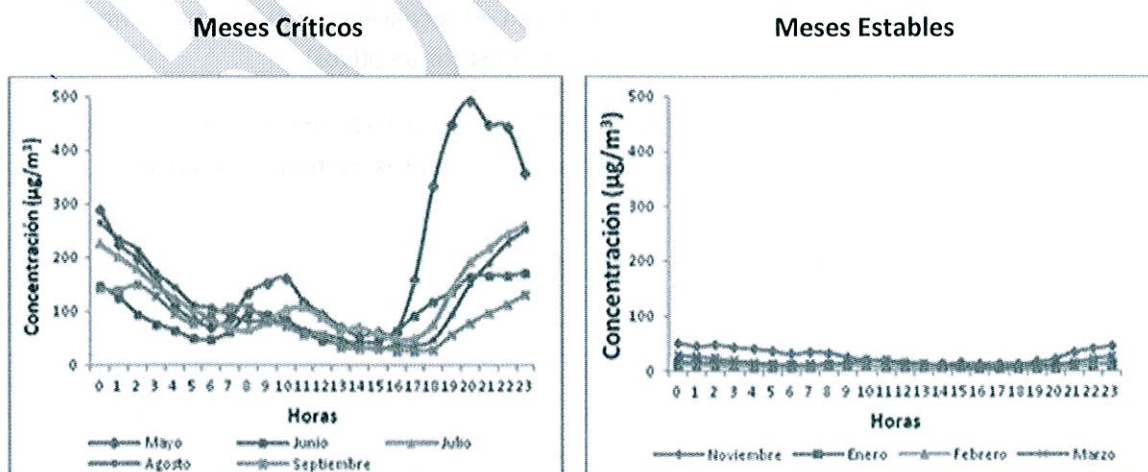 Meses Críticos
500
400
300
200
100
0
Concentración (µg/m³)
0 1 2 3 4 5 6 7 8 9 10 11 12 13 14 15 16 17 18 19 20 21 22 23
Horas
Mayo Junio Julio
Agosto Septiembre
Meses Estables
500
400
300
200
100
0
Concentración (µg/m³)
0 1 2 3 4 5 6 7 8 9 10 11 12 13 14 15 16 17 18 19 20 21 22 23
Horas
Noviembre Enero Febrero Marzo